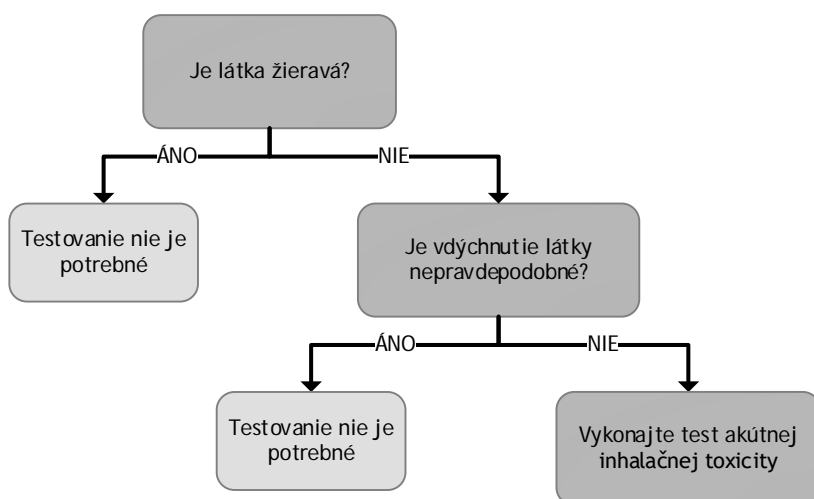 Je látka žieravá?
ÁNO
NIE
Testovanie nie je
potrebné
Je vdýchnutie látky
nepravdepodobné?
ÁNO
NIE
Testovanie nie je
potrebné
Vykonajte test akútnej
inhalačnej toxicity